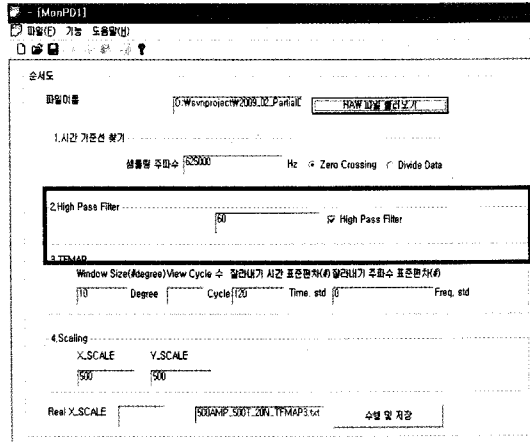 - [MonPD1]
파일(F) 기능 도움말(H)
순서도
파일이름 D:₩svnproject₩2009_02_PartialD RAW 파일 불러오기
1.시간 기준선 찾기
샘플링 주파수 625000 Hz Zero Crossing Divide Data
2.High Pass Filter
60 High Pass Filter
3.TFMAP
Window Size(#degree) View Cycle 수 잘라내기 시간 표준편차(#) 잘라내기 주파수 표준편차(#)
10 Degree Cycle 120 Time. std 0 Freq. std
4.Scaling
X_SCALE Y_SCALE
500 500
Real X_SCALE 500AMP_500T_20N_TFMAP3.txt 수행 및 저장